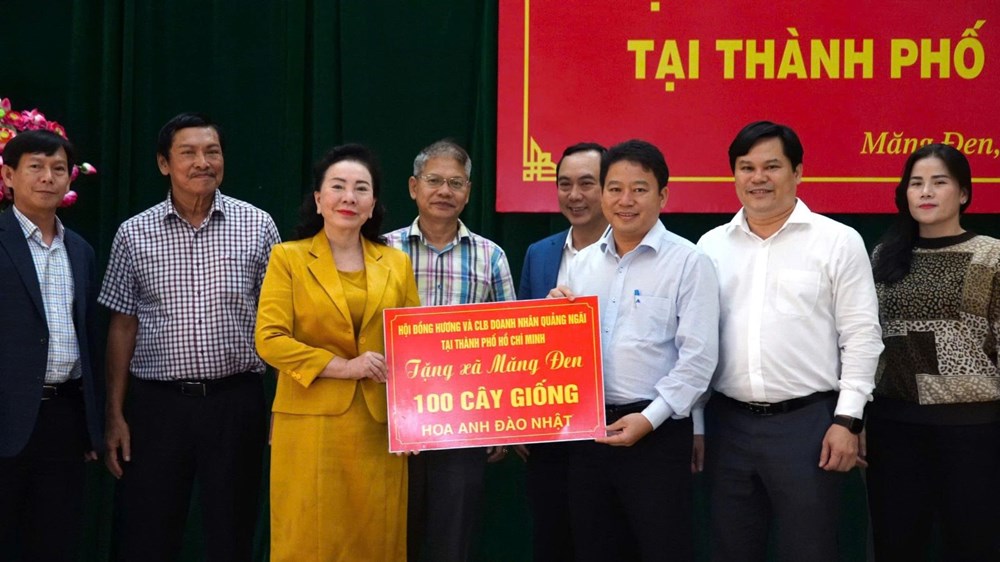 TẠI THÀNH PHỐ
Măng Đen,
HỘI ĐỒNG HƯƠNG VÀ CLB DOANH NHÂN QUẢNG NGÃI
TẠI THÀNH PHỐ HỒ CHÍ MINH
Tặng xã Măng Đen
100 CÂY GIỐNG
HOA ANH ĐÀO NHẬT